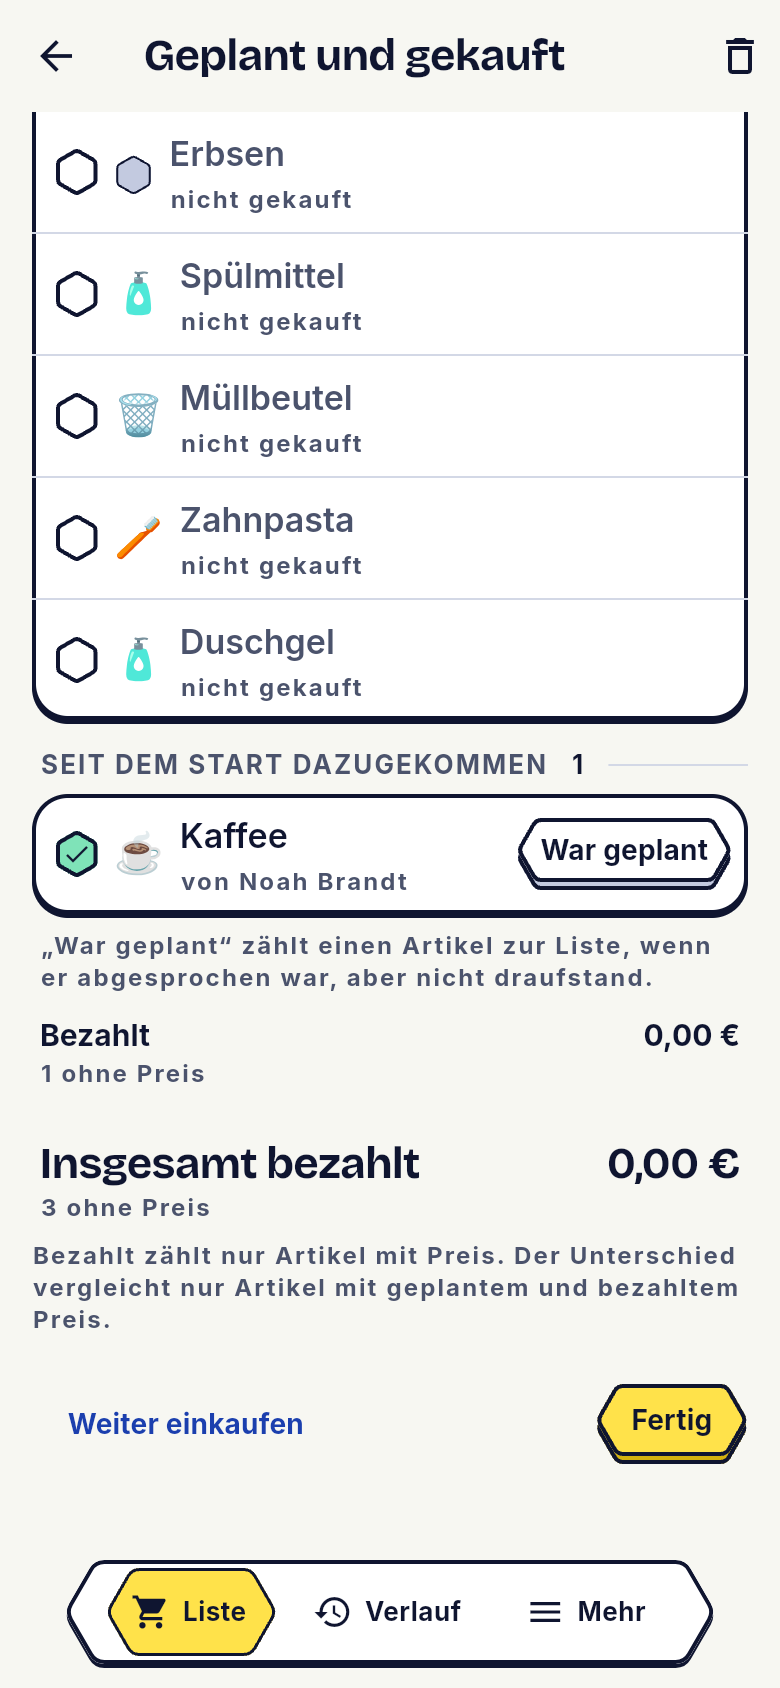 Geplant und gekauft
Erbsen
nicht gekauft
Spülmittel
nicht gekauft
Müllbeutel
nicht gekauft
Zahnpasta
nicht gekauft
Duschgel
nicht gekauft
SEIT DEM START DAZUGEKOMMEN 1
Kaffee
von Noah Brandt
War geplant
„War geplant“ zählt einen Artikel zur Liste, wenn
er abgesprochen war, aber nicht draufstand.
Bezahlt 0,00 €
1 ohne Preis
Insgesamt bezahlt 0,00 €
3 ohne Preis
Bezahlt zählt nur Artikel mit Preis. Der Unterschied
vergleicht nur Artikel mit geplantem und bezahltem
Preis.
Weiter einkaufen Fertig
Liste Verlauf Mehr